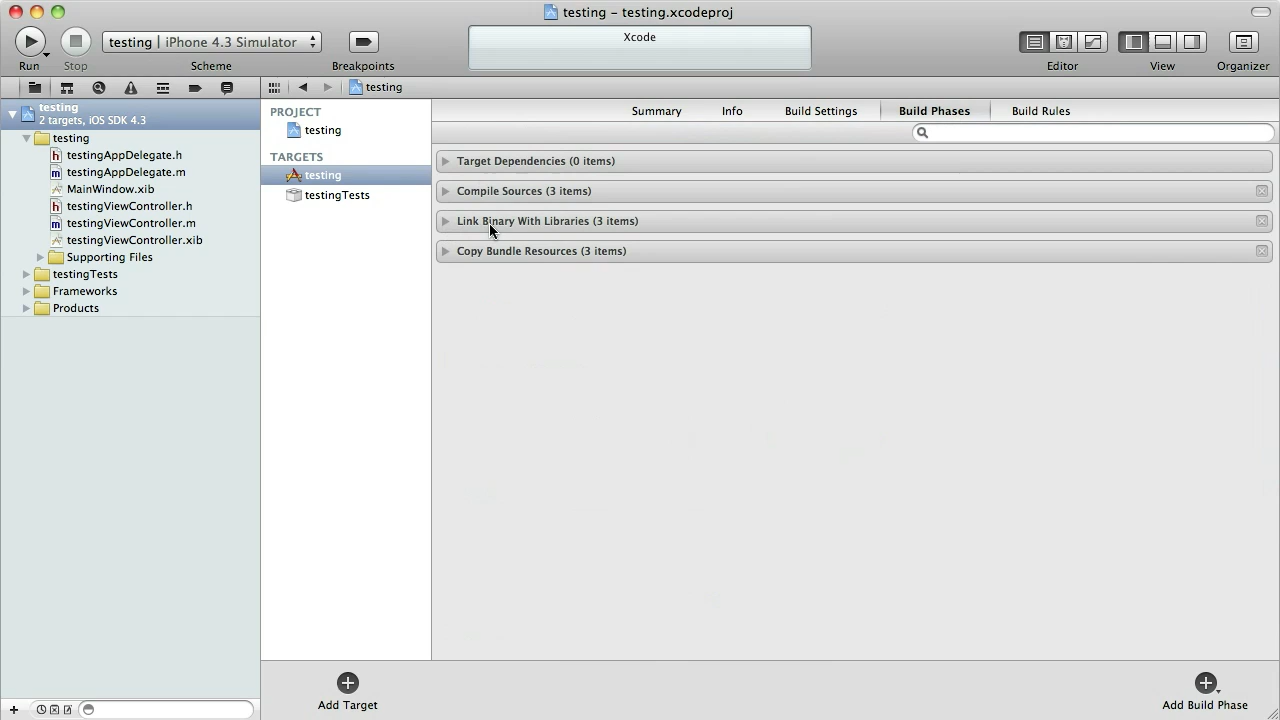 testing – testing.xcodeproj
testing | iPhone 4.3 Simulator
Xcode
Run
Stop
Scheme
Breakpoints
Editor
View
Organizer
testing
testing
2 targets, iOS SDK 4.3
testing
h testingAppDelegate.h
m testingAppDelegate.m
MainWindow.xib
h testingViewController.h
m testingViewController.m
testingViewController.xib
Supporting Files
testingTests
Frameworks
Products
PROJECT
testing
TARGETS
testing
testingTests
Summary
Info
Build Settings
Build Phases
Build Rules
Target Dependencies (0 items)
Compile Sources (3 items)
Link Binary With Libraries (3 items)
Copy Bundle Resources (3 items)
Add Target
Add Build Phase